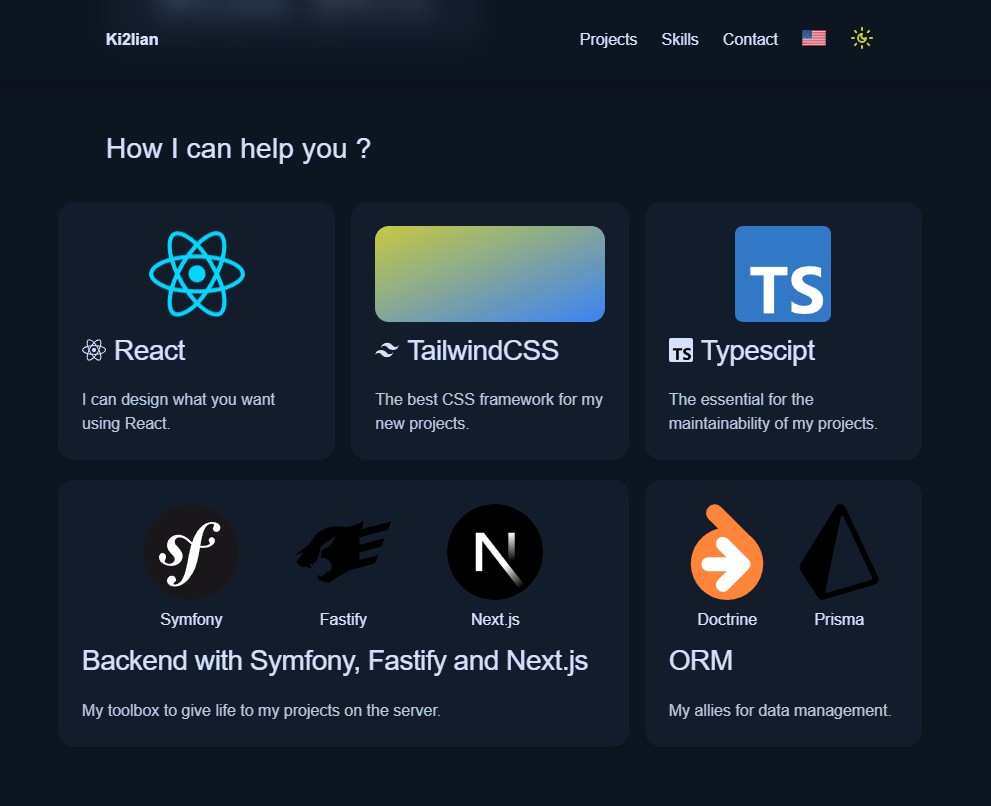 Ki2lian
Projects Skills Contact
How I can help you ?
TS
TS
React
TailwindCSS
Typescipt
I can design what you want
using React.
The best CSS framework for my
new projects.
The essential for the
maintainability of my projects.
sf
N
Symfony
Fastify
Next.js
Doctrine
Prisma
Backend with Symfony, Fastify and Next.js
ORM
My toolbox to give life to my projects on the server.
My allies for data management.